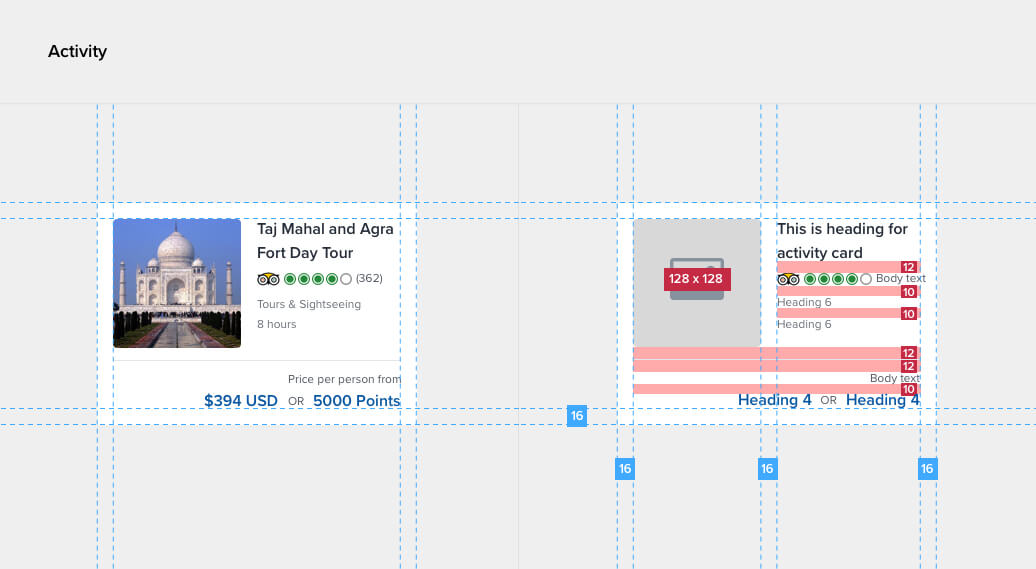 Activity
Taj Mahal and Agra
Fort Day Tour
(362)
Tours & Sightseeing
8 hours
Price per person from
$394 USD OR 5000 Points
This is heading for
activity card
12
Body text
10
Heading 6
10
Heading 6
128 x 128
12
12
Body text
10
Heading 4 OR Heading 4
16
16
16
16